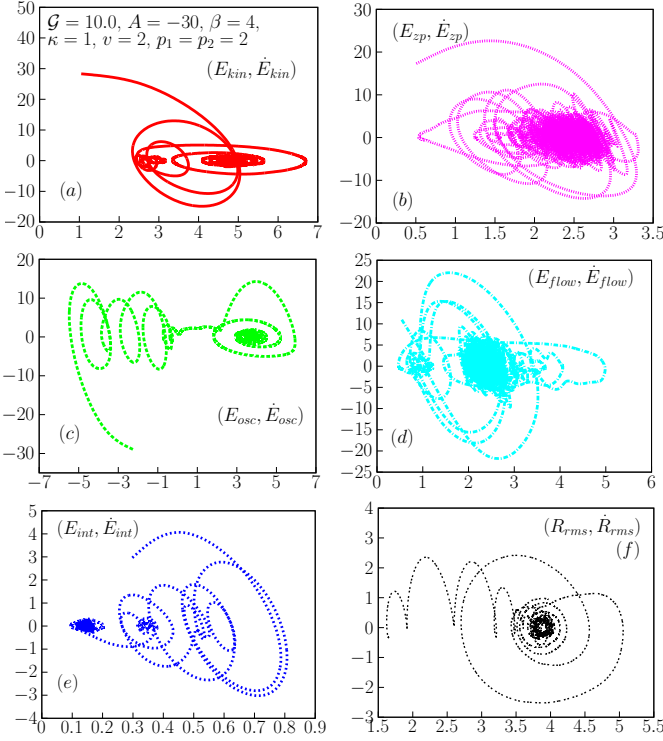 𝒢 = 10.0, A = −30, β = 4,
κ = 1, v = 2, p₁ = p₂ = 2
(E_kin, Ė_kin)
(a)
50
40
30
20
10
0
−10
−20
0 1 2 3 4 5 6 7
(E_zp, Ė_zp)
(b)
30
20
10
0
−10
−20
0 0.5 1 1.5 2 2.5 3 3.5
(E_osc, Ė_osc)
(c)
20
10
0
−10
−20
−30
−7 −5 −3 −1 1 3 5 7
(E_flow, Ė_flow)
(d)
25
20
15
10
5
0
−5
−10
−15
−20
−25
0 1 2 3 4 5 6
(E_int, Ė_int)
(e)
5
4
3
2
1
0
−1
−2
−3
−4
0 0.1 0.2 0.3 0.4 0.5 0.6 0.7 0.8 0.9
(R_rms, Ṙ_rms)
(f)
4
3
2
1
0
−1
−2
−3
1.5 2 2.5 3 3.5 4 4.5 5 5.5